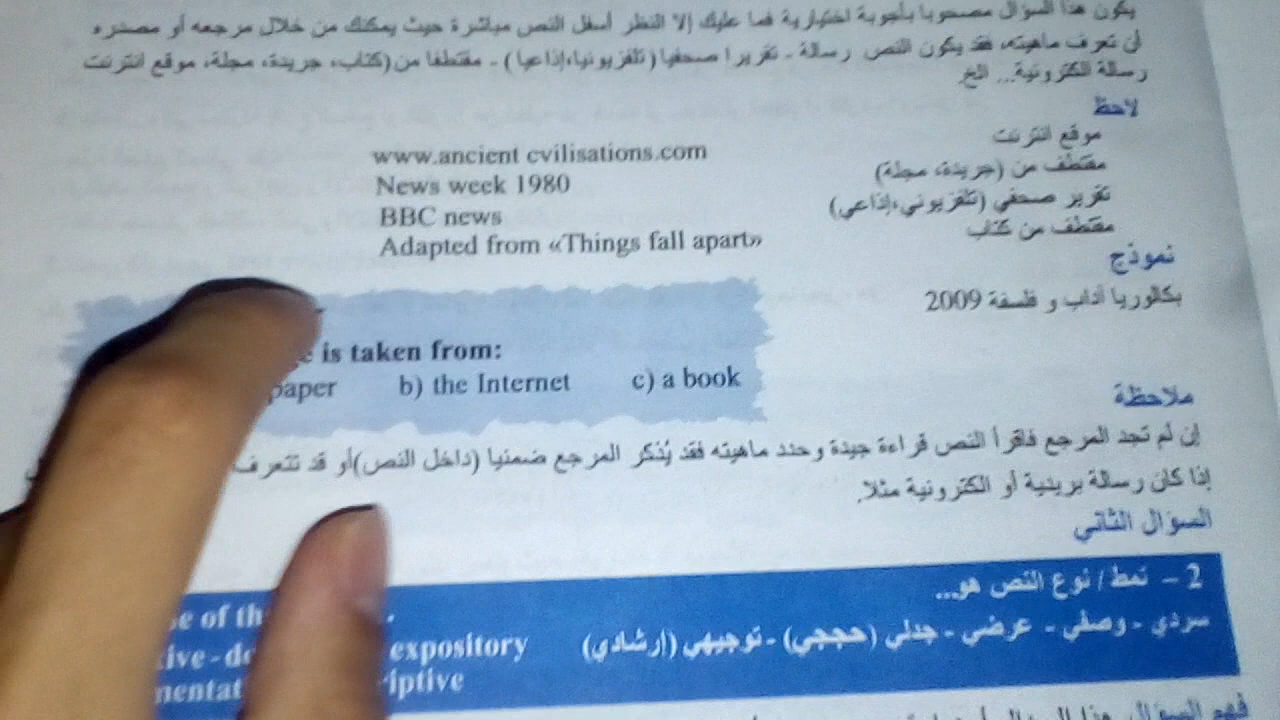 يكون هذا السؤال مصحوبا بأجوبة اختيارية فما عليك إلا النظر أسفل النص مباشرة حيث يمكنك من خلال مرجعه أو مصدره
أن تعرف ماهيته، فقد يكون النص رسالة - تقريرا صحفيا (تلفزيونيا،إذاعيا) - مقتطفا من (كتاب، جريدة، مجلة، موقع انترنت
رسالة الكترونية... الخ
لاحظ
موقع انترنت www.ancient cvilisations.com
مقتطف من (جريدة، مجلة) News week 1980
تقرير صحفي (تلفزيوني،إذاعي) BBC news
مقتطف من كتاب Adapted from «Things fall apart»
نموذج
بكالوريا آداب و فلسفة 2009
is taken from:
paper b) the Internet c) a book
ملاحظة
إن لم تجد المرجع فاقرأ النص قراءة جيدة وحدد ماهيته فقد يُذكر المرجع ضمنيا (داخل النص)أو قد تتعرف
إذا كان رسالة بريدية أو الكترونية مثلا.
السؤال الثاني
2 - نمط / نوع النص هو...
سردي - وصفي - عرضي - جدلي (حججي) - توجيهي (إرشادي)
of
expository
فهم السؤال